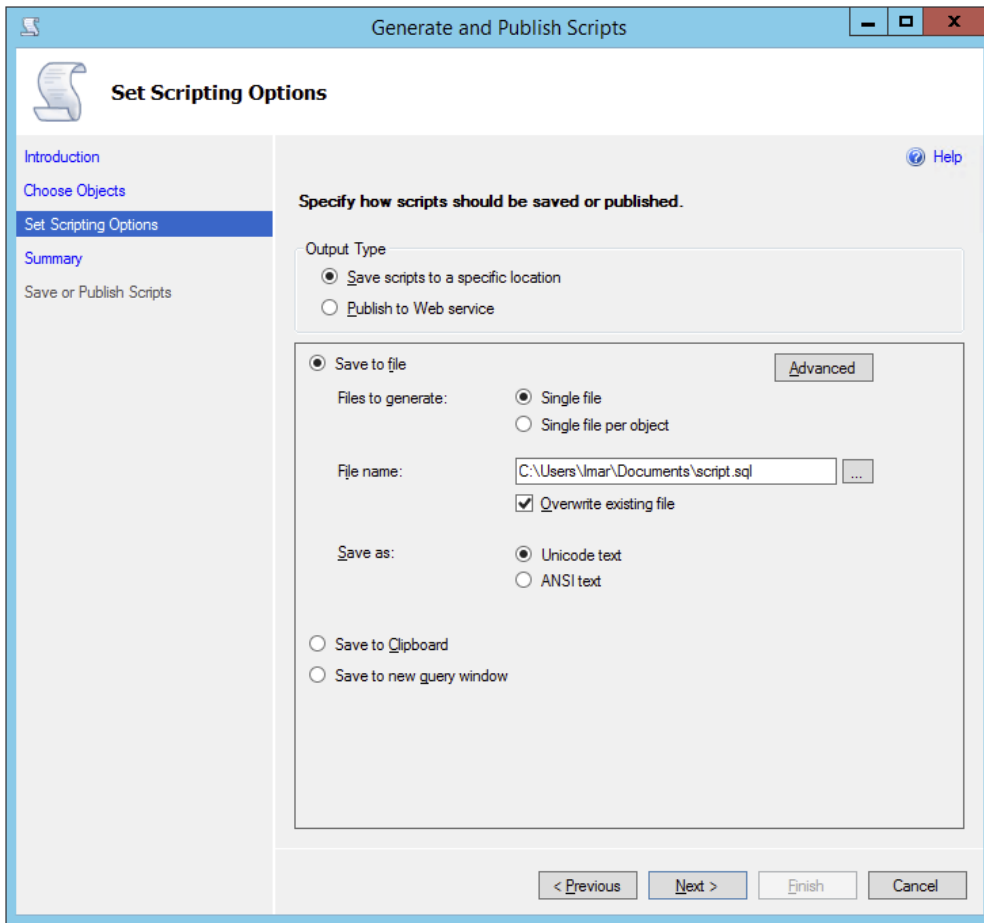 Generate and Publish Scripts
Set Scripting Options
Introduction
Choose Objects
Set Scripting Options
Summary
Save or Publish Scripts
Help
Specify how scripts should be saved or published.
Output Type
Save scripts to a specific location
Publish to Web service
Save to file
Advanced
Files to generate:
Single file
Single file per object
File name:
C:\Users\Imar\Documents\script.sql
...
Overwrite existing file
Save as:
Unicode text
ANSI text
Save to Clipboard
Save to new query window
< Previous
Next >
Finish
Cancel